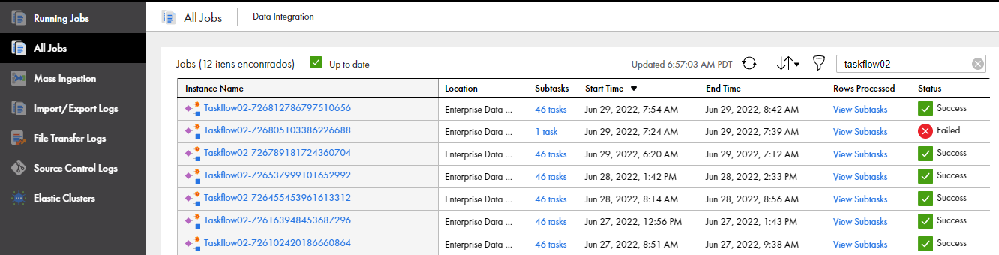 Running Jobs
All Jobs
Mass Ingestion
Import/Export Logs
File Transfer Logs
Source Control Logs
Elastic Clusters
All Jobs Data Integration
Jobs (12 itens encontrados) Up to date Updated 6:57:03 AM PDT taskflow02
Instance Name Location Subtasks Start Time End Time Rows Processed Status
Taskflow02-726812786797510656 Enterprise Data ... 46 tasks Jun 29, 2022, 7:54 AM Jun 29, 2022, 8:42 AM View Subtasks Success
Taskflow02-726805103386226688 Enterprise Data ... 1 task Jun 29, 2022, 7:24 AM Jun 29, 2022, 7:39 AM View Subtasks Failed
Taskflow02-726789181724360704 Enterprise Data ... 46 tasks Jun 29, 2022, 6:20 AM Jun 29, 2022, 7:12 AM View Subtasks Success
Taskflow02-726537999101652992 Enterprise Data ... 46 tasks Jun 28, 2022, 1:42 PM Jun 28, 2022, 2:33 PM View Subtasks Success
Taskflow02-726455453961613312 Enterprise Data ... 46 tasks Jun 28, 2022, 8:14 AM Jun 28, 2022, 8:56 AM View Subtasks Success
Taskflow02-726163948453687296 Enterprise Data ... 46 tasks Jun 27, 2022, 12:56 PM Jun 27, 2022, 1:43 PM View Subtasks Success
Taskflow02-726102420186660864 Enterprise Data ... 46 tasks Jun 27, 2022, 8:51 AM Jun 27, 2022, 9:38 AM View Subtasks Success